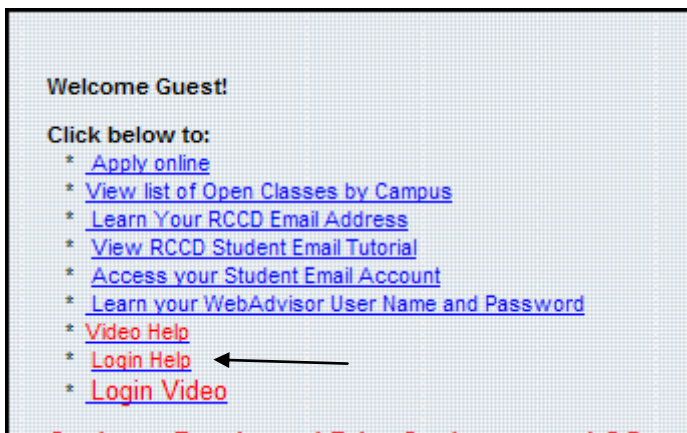 Welcome Guest!
Click below to:
* Apply online
* View list of Open Classes by Campus
* Learn Your RCCD Email Address
* View RCCD Student Email Tutorial
* Access your Student Email Account
* Learn your WebAdvisor User Name and Password
* Video Help
* Login Help
* Login Video